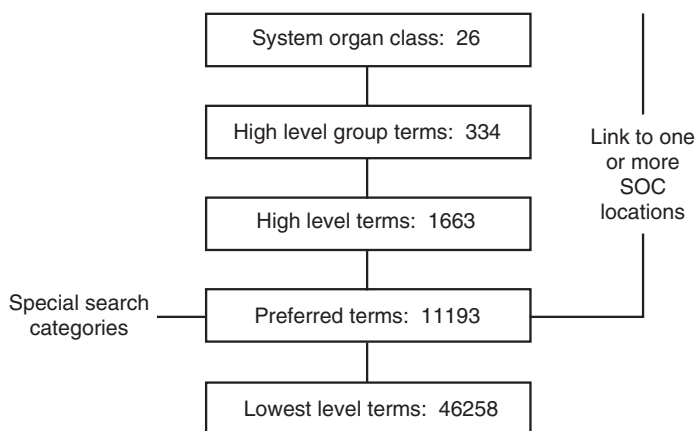 System organ class: 26
High level group terms: 334
Link to one
or more
SOC
locations
High level terms: 1663
Special search
categories
Preferred terms: 11193
Lowest level terms: 46258